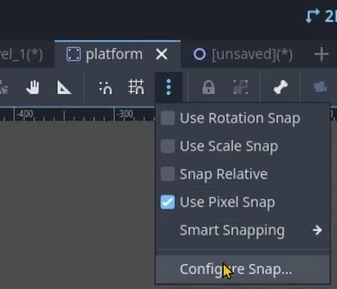 2
vel_1(*) platform [unsaved](*)
-400 -300
Use Rotation Snap
Use Scale Snap
Snap Relative
Use Pixel Snap
Smart Snapping
Configure Snap...